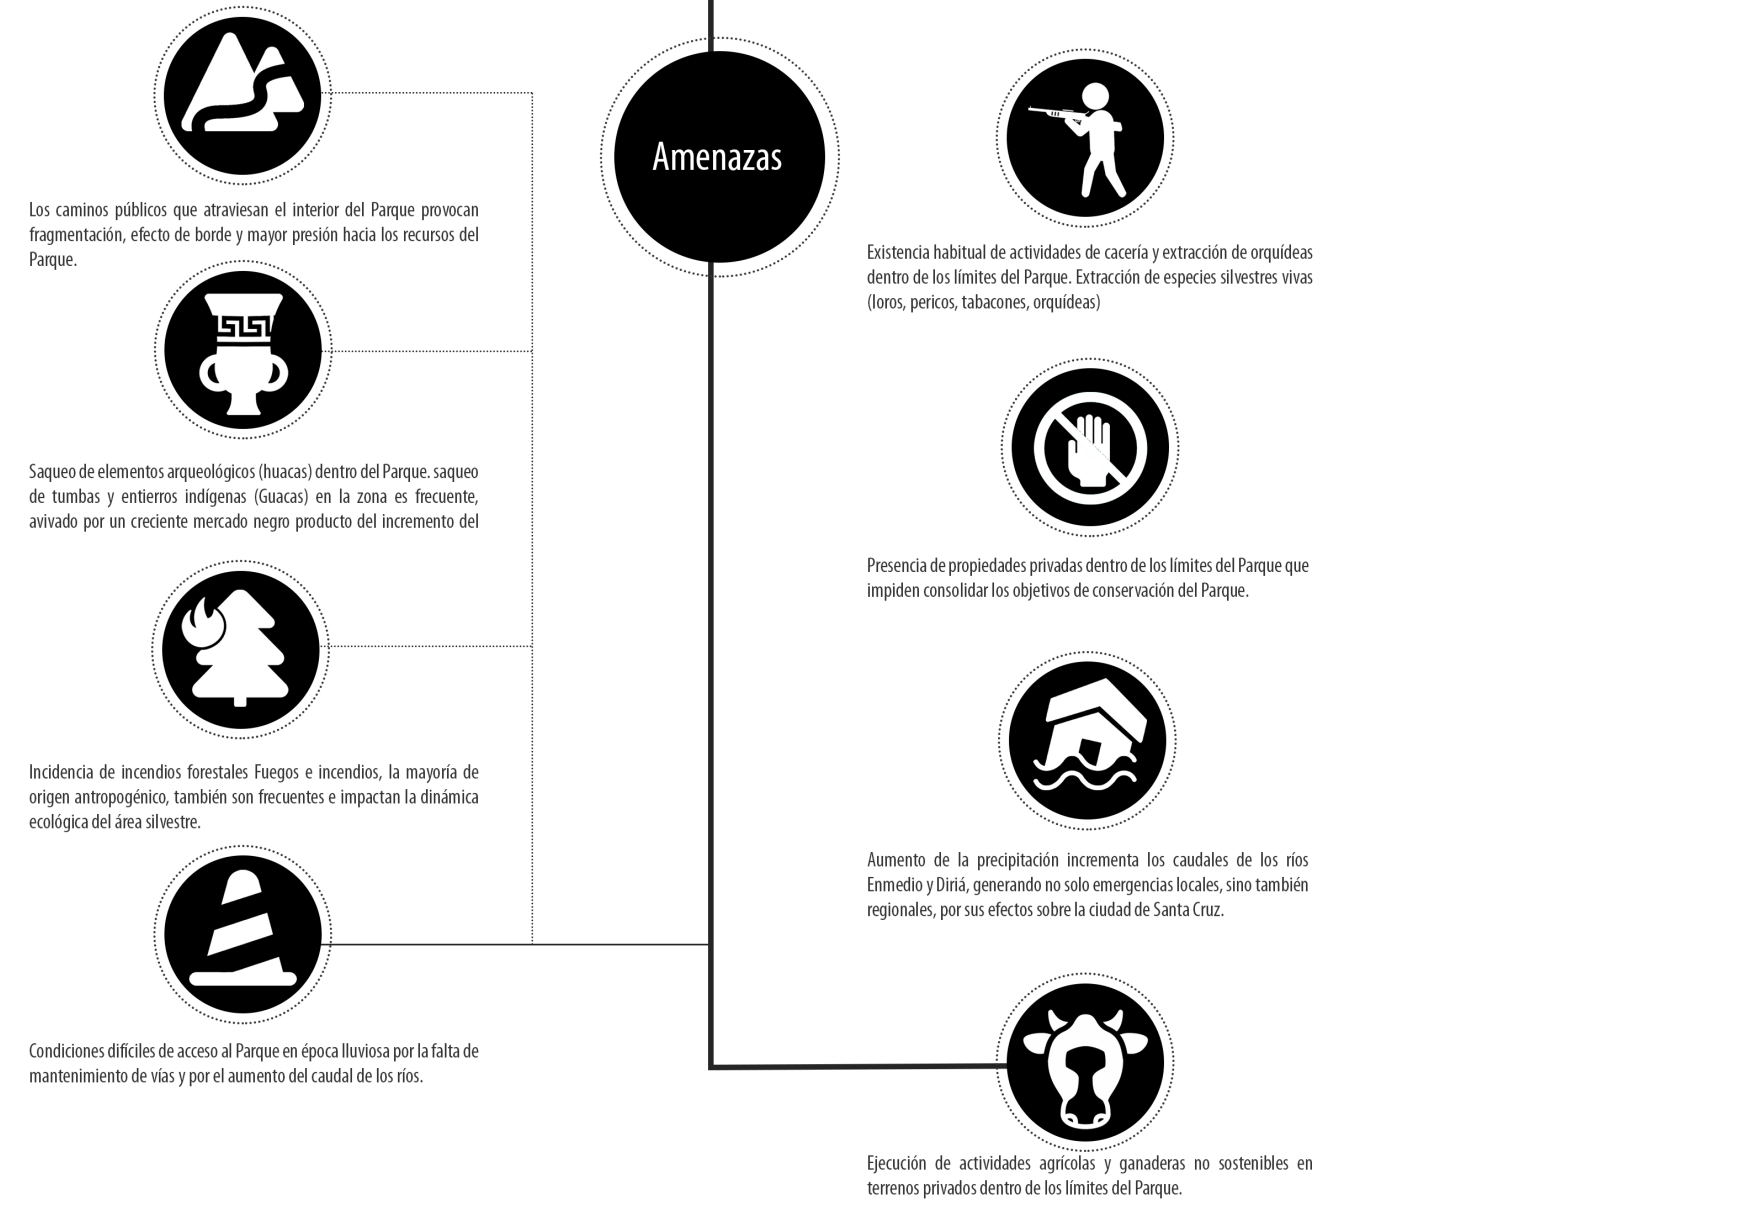 Amenazas
Los caminos públicos que atraviesan el interior del Parque provocan
fragmentación, efecto de borde y mayor presión hacia los recursos del
Parque.
Saqueo de elementos arqueológicos (huacas) dentro del Parque. saqueo
de tumbas y entierros indígenas (Guacas) en la zona es frecuente,
avivado por un creciente mercado negro producto del incremento del
Incidencia de incendios forestales Fuegos e incendios, la mayoría de
origen antropogénico, también son frecuentes e impactan la dinámica
ecológica del área silvestre.
Condiciones difíciles de acceso al Parque en época lluviosa por la falta de
mantenimiento de vías y por el aumento del caudal de los ríos.
Existencia habitual de actividades de cacería y extracción de orquídeas
dentro de los límites del Parque. Extracción de especies silvestres vivas
(loros, pericos, tabacones, orquídeas)
Presencia de propiedades privadas dentro de los límites del Parque que
impiden consolidar los objetivos de conservación del Parque.
Aumento de la precipitación incrementa los caudales de los ríos
Enmedio y Diriá, generando no solo emergencias locales, sino también
regionales, por sus efectos sobre la ciudad de Santa Cruz.
Ejecución de actividades agrícolas y ganaderas no sostenibles en
terrenos privados dentro de los límites del Parque.